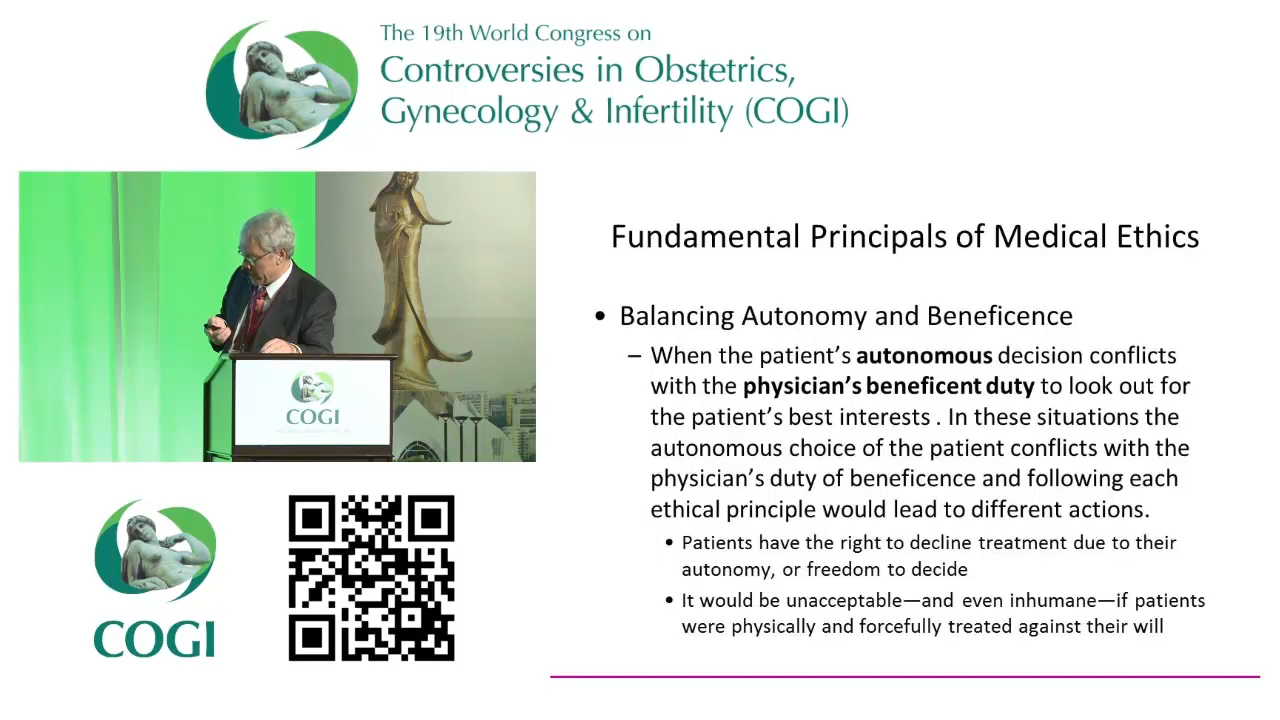 The 19th World Congress on
Controversies in Obstetrics,
Gynecology & Infertility (COGI)
COGI
COGI
Fundamental Principals of Medical Ethics
• Balancing Autonomy and Beneficence
– When the patient’s autonomous decision conflicts
with the physician’s beneficent duty to look out for
the patient’s best interests . In these situations the
autonomous choice of the patient conflicts with the
physician’s duty of beneficence and following each
ethical principle would lead to different actions.
• Patients have the right to decline treatment due to their
autonomy, or freedom to decide
• It would be unacceptable—and even inhumane—if patients
were physically and forcefully treated against their will